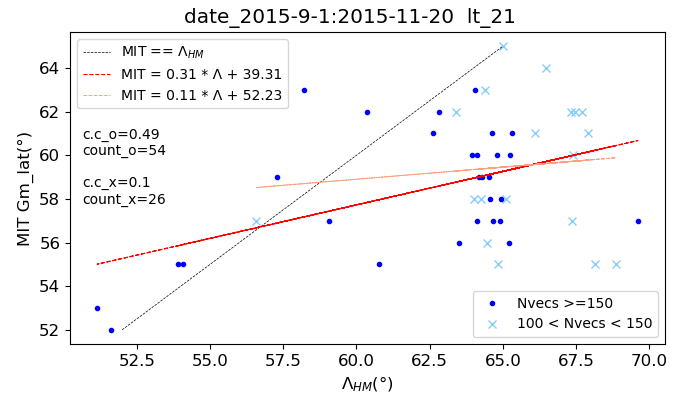 date_2015-9-1:2015-11-20  lt_21
MIT Gm_lat(°)
64
62
60
58
56
54
52
MIT == Λ_HM
MIT = 0.31 * Λ + 39.31
MIT = 0.11 * Λ + 52.23
c.c_o=0.49
count_o=54
c.c_x=0.1
count_x=26
Nvecs >=150
100 < Nvecs < 150
52.5 55.0 57.5 60.0 62.5 65.0 67.5 70.0
Λ_HM(°)